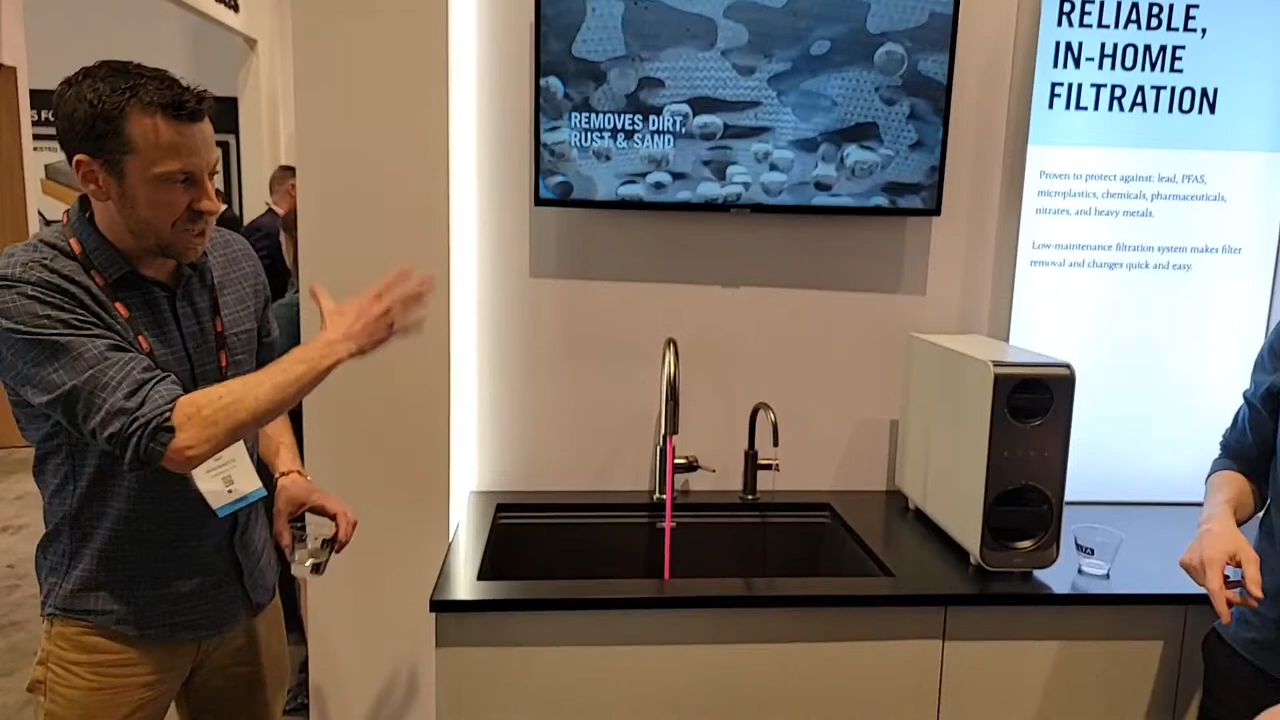 REMOVES DIRT,
RUST & SAND
RELIABLE,
IN-HOME
FILTRATION
Proven to protect against: lead, PFAS,
microplastics, chemicals, pharmaceuticals,
nitrates, and heavy metals.
Low-maintenance filtration system makes filter
removal and changes quick and easy.